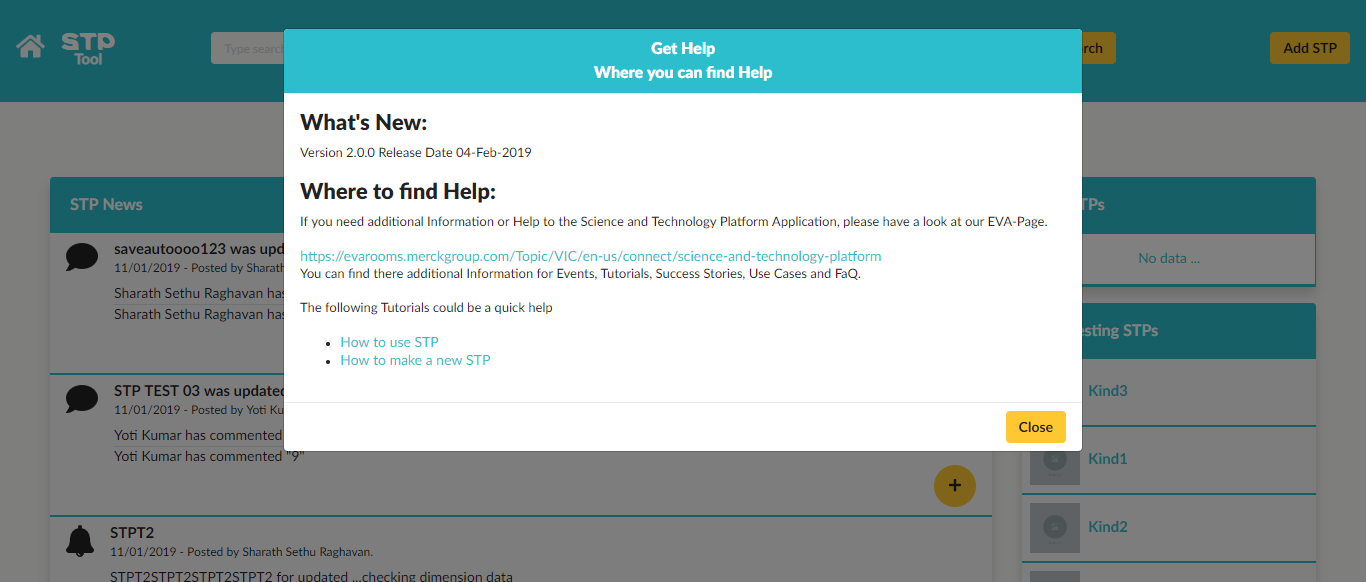 STP
Tool
Type search
rch
Add STP
Get Help
Where you can find Help
What's New:
Version 2.0.0 Release Date 04-Feb-2019
Where to find Help:
If you need additional Information or Help to the Science and Technology Platform Application, please have a look at our EVA-Page.
https://evarooms.merckgroup.com/Topic/VIC/en-us/connect/science-and-technology-platform
You can find there additional Information for Events, Tutorials, Success Stories, Use Cases and FaQ.
The following Tutorials could be a quick help
How to use STP
How to make a new STP
Close
STP News
saveautoooo123 was upd
11/01/2019 - Posted by Sharath
Sharath Sethu Raghavan has
Sharath Sethu Raghavan has
STP TEST 03 was updated
11/01/2019 - Posted by Yoti Ku
Yoti Kumar has commented
Yoti Kumar has commented "9"
+
STPT2
11/01/2019 - Posted by Sharath Sethu Raghavan.
STPT2STPT2STPT2STPT2 for updated ...checking dimension data
TPs
No data ...
esting STPs
Kind3
Kind1
Kind2